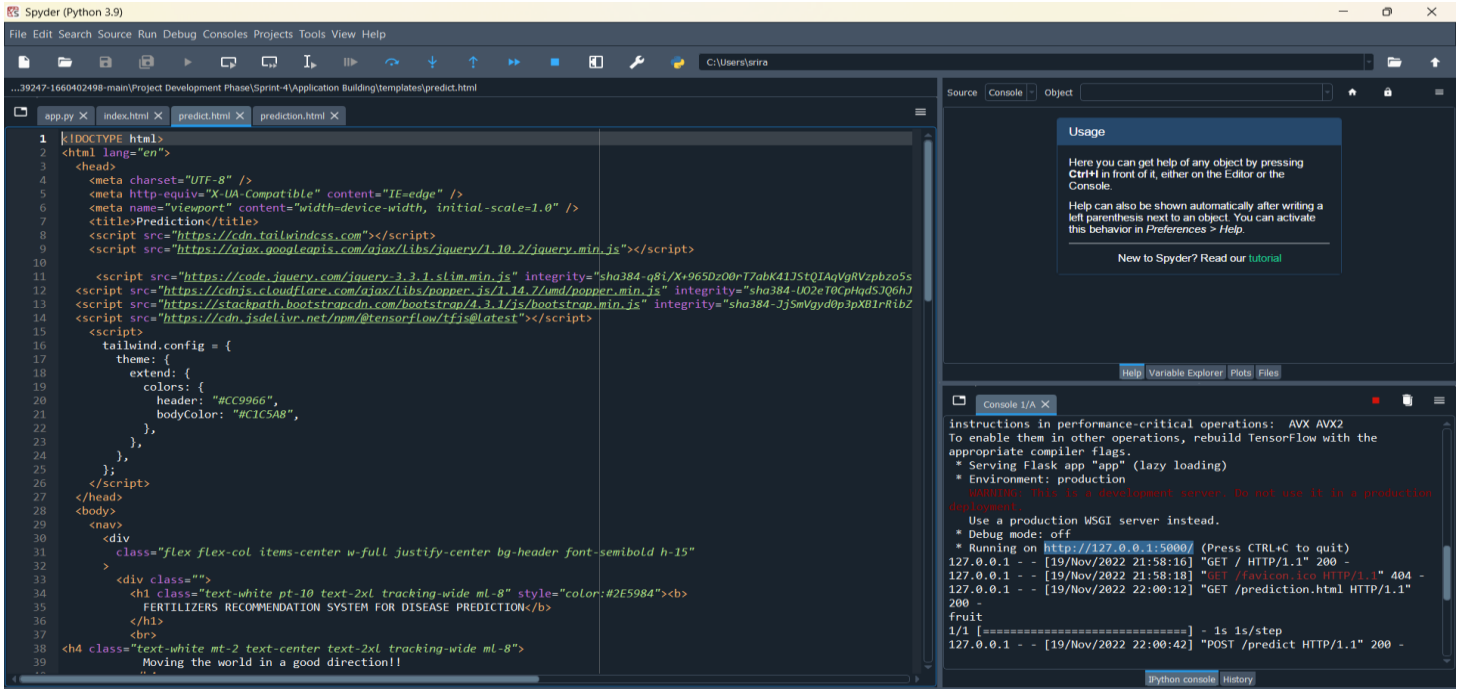 Spyder (Python 3.9)
File Edit Search Source Run Debug Consoles Projects Tools View Help
C:\Users\srira
...39247-1660402498-main\Project Development Phase\Sprint-4\Application Building\templates\predict.html
app.py index.html predict.html prediction.html
1 <!DOCTYPE html>
2 <html lang="en">
3 <head>
4 <meta charset="UTF-8" />
5 <meta http-equiv="X-UA-Compatible" content="IE=edge" />
6 <meta name="viewport" content="width=device-width, initial-scale=1.0" />
7 <title>Prediction</title>
8 <script src="https://cdn.tailwindcss.com"></script>
9 <script src="https://ajax.googleapis.com/ajax/libs/jquery/1.10.2/jquery.min.js"></script>
10
11 <script src="https://code.jquery.com/jquery-3.3.1.slim.min.js" integrity="sha384-q8i/X+965DzO0rT7abK41JStQIAqVgRVzpbzo5s
12 <script src="https://cdnjs.cloudflare.com/ajax/libs/popper.js/1.14.7/umd/popper.min.js" integrity="sha384-UO2eT0CpHqdSJQ6hJ
13 <script src="https://stackpath.bootstrapcdn.com/bootstrap/4.3.1/js/bootstrap.min.js" integrity="sha384-JjSmVgyd0p3pXB1rRibZ
14 <script src="https://cdn.jsdelivr.net/npm/@tensorflow/tfjs@latest"></script>
15 <script>
16 tailwind.config = {
17 theme: {
18 extend: {
19 colors: {
20 header: "#CC9966",
21 bodyColor: "#C1C5A8",
22 },
23 },
24 },
25 };
26 </script>
27 </head>
28 <body>
29 <nav>
30 <div
31 class="flex flex-col items-center w-full justify-center bg-header font-semibold h-15"
32 >
33 <div class="">
34 <h1 class="text-white pt-10 text-2xl tracking-wide ml-8" style="color:#2E5984"><b>
35 FERTILIZERS RECOMMENDATION SYSTEM FOR DISEASE PREDICTION</b>
36 </h1>
37 <br>
38 <h4 class="text-white mt-2 text-center text-2xl tracking-wide ml-8">
39 Moving the world in a good direction!!
Source Console Object
Usage
Here you can get help of any object by pressing
Ctrl+I in front of it, either on the Editor or the
Console.
Help can also be shown automatically after writing a
left parenthesis next to an object. You can activate
this behavior in Preferences > Help.
New to Spyder? Read our tutorial
Help Variable Explorer Plots Files
Console 1/A
instructions in performance-critical operations: AVX AVX2
To enable them in other operations, rebuild TensorFlow with the
appropriate compiler flags.
* Serving Flask app "app" (lazy loading)
* Environment: production
WARNING: This is a development server. Do not use it in a production
deployment.
Use a production WSGI server instead.
* Debug mode: off
* Running on http://127.0.0.1:5000/ (Press CTRL+C to quit)
127.0.0.1 - - [19/Nov/2022 21:58:16] "GET / HTTP/1.1" 200 -
127.0.0.1 - - [19/Nov/2022 21:58:18] "GET /favicon.ico HTTP/1.1" 404 -
127.0.0.1 - - [19/Nov/2022 22:00:12] "GET /prediction.html HTTP/1.1"
200 -
fruit
1/1 [==============================] - 1s 1s/step
127.0.0.1 - - [19/Nov/2022 22:00:42] "POST /predict HTTP/1.1" 200 -
IPython console History